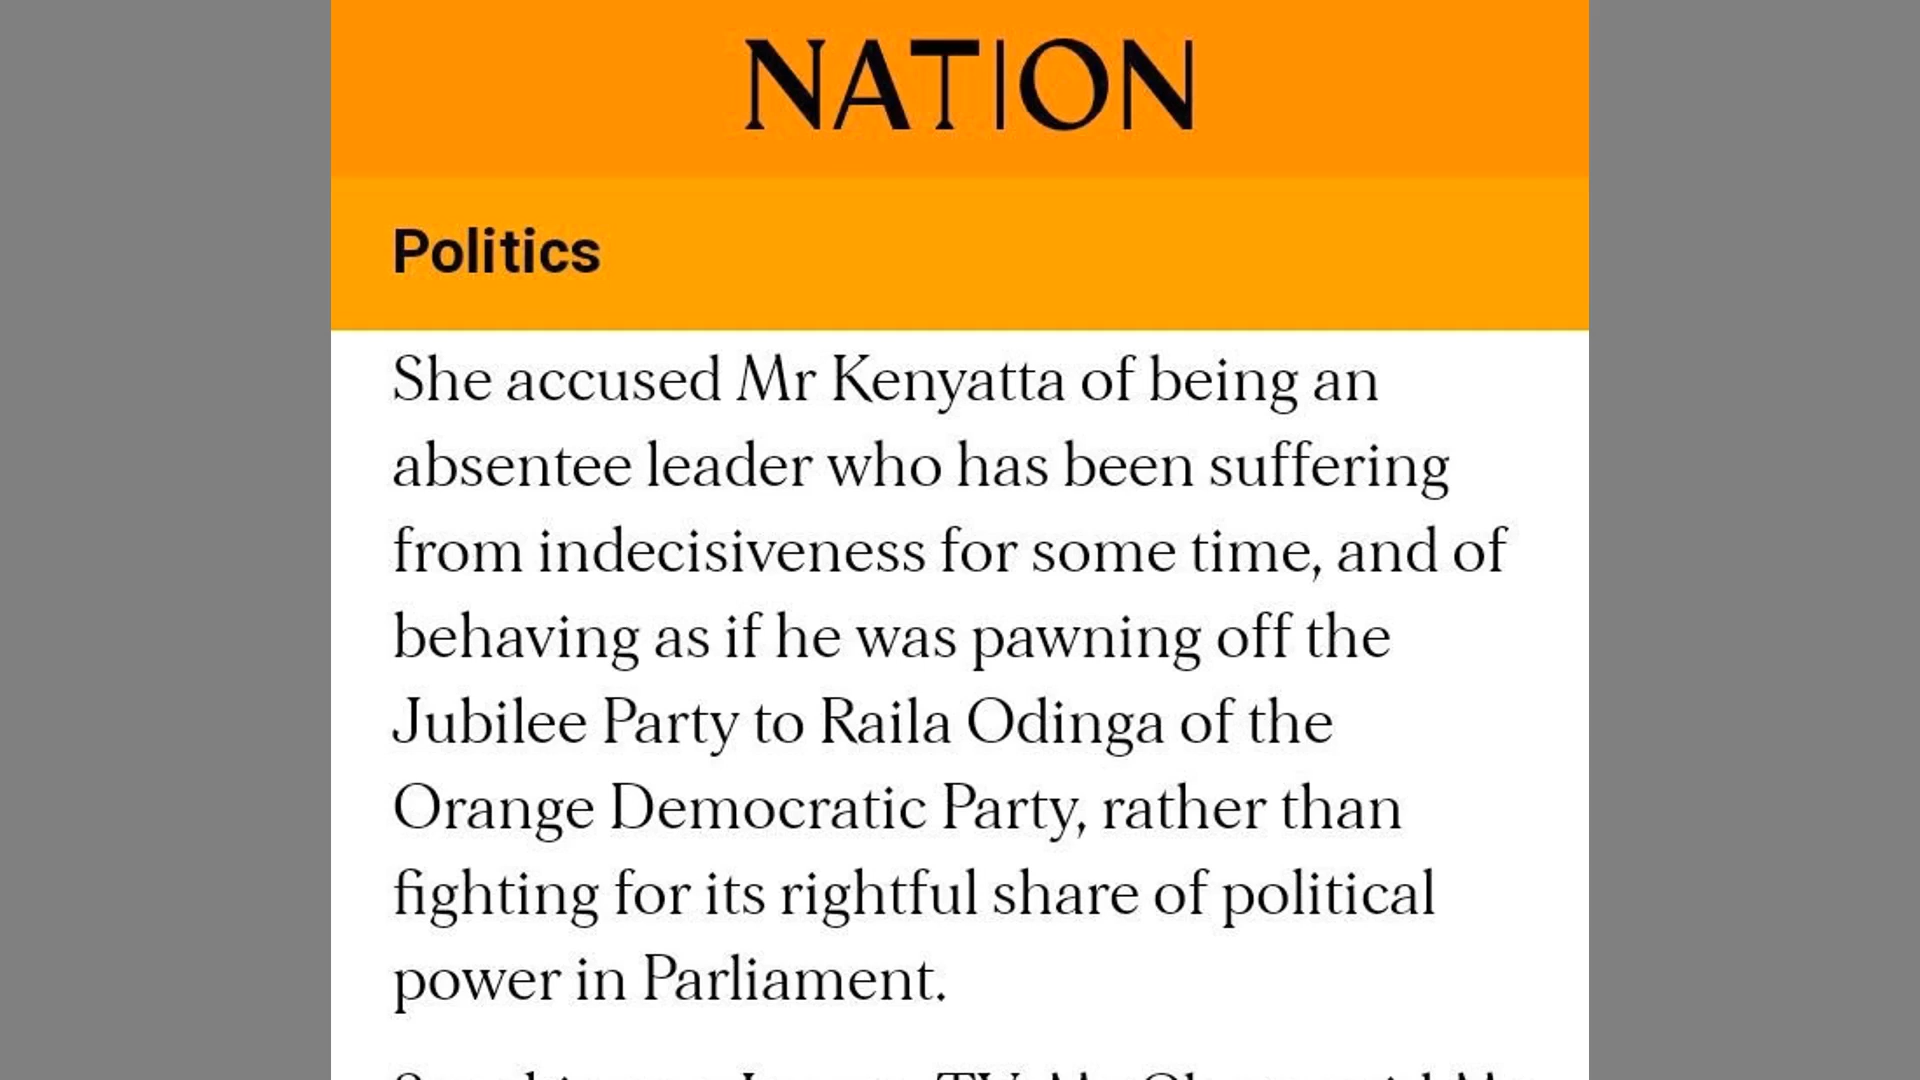 NATION
Politics
She accused Mr Kenyatta of being an
absentee leader who has been suffering
from indecisiveness for some time, and of
behaving as if he was pawning off the
Jubilee Party to Raila Odinga of the
Orange Democratic Party, rather than
fighting for its rightful share of political
power in Parliament.